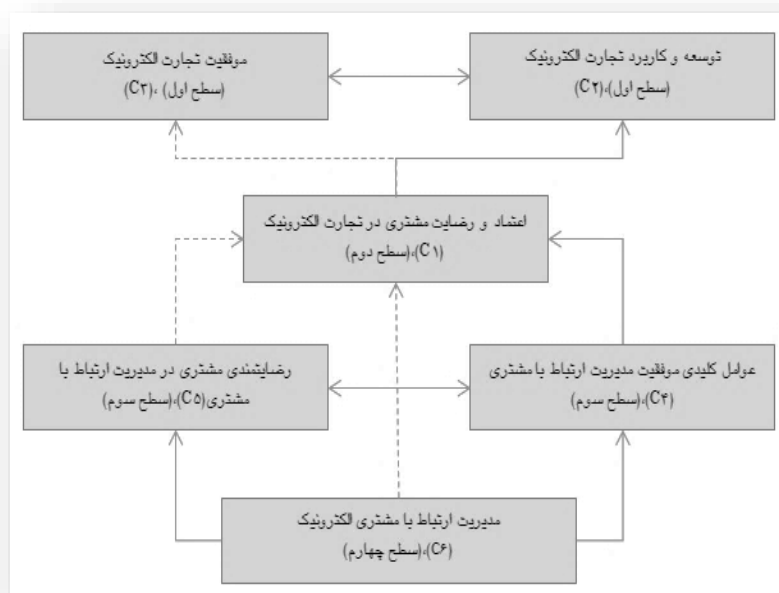 توسعه و کاربرد تجارت الکترونیک
(سطح اول)،(C۲)
موفقیت تجارت الکترونیک
(سطح اول)،(C۳)
اعتماد و رضایت مشتری در تجارت الکترونیک
(C۱)،(سطح دوم)
عوامل کلیدی موفقیت مدیریت ارتباط با مشتری
(C۴)،(سطح سوم)
رضایتمندی مشتری در مدیریت ارتباط با
مشتری(C۵)،(سطح سوم)
مدیریت ارتباط با مشتری الکترونیک
(C۶)،(سطح چهارم)